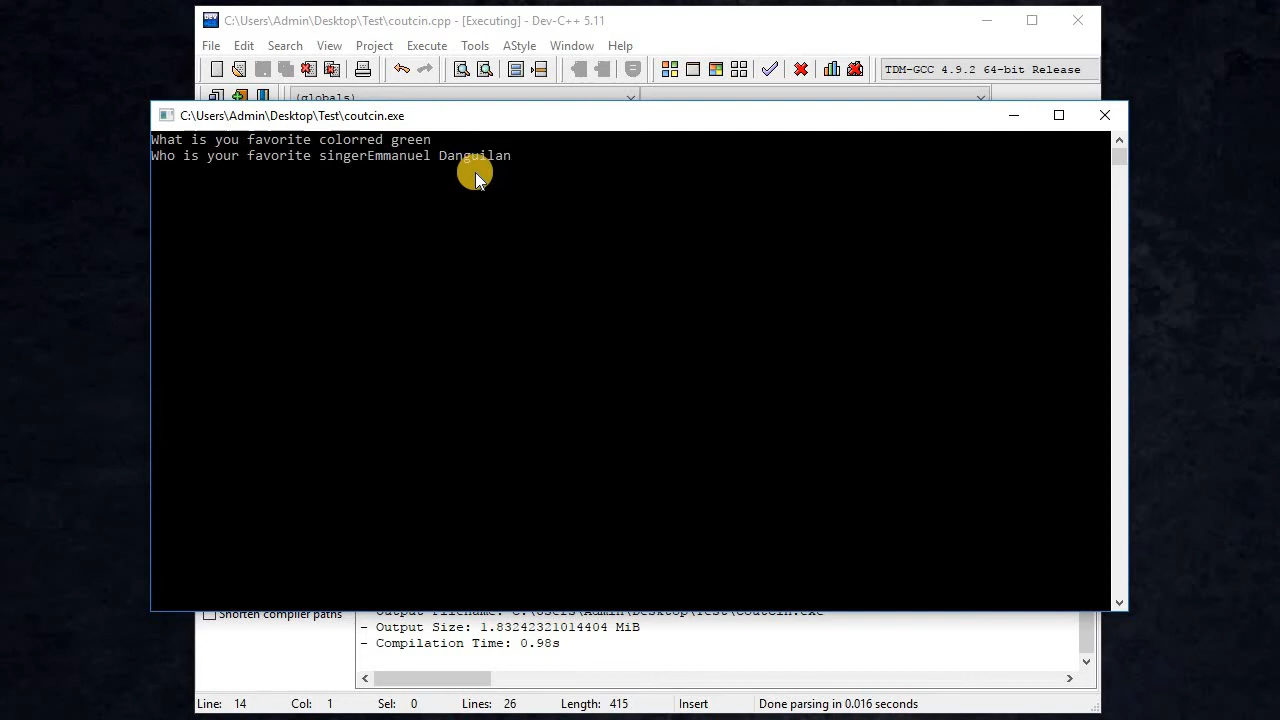 DEV
C:\Users\Admin\Desktop\Test\coutcin.cpp - [Executing] - Dev-C++ 5.11
File Edit Search View Project Execute Tools AStyle Window Help
TDM-GCC 4.9.2 64-bit Release
(globals)
C:\Users\Admin\Desktop\Test\coutcin.exe
What is you favorite colorred green
Who is your favorite singerEmmanuel Danguilan
Shorten compiler paths
- Output Filename: C:\Users\Admin\Desktop\Test\coutcin.exe
- Output Size: 1.83242321014404 MiB
- Compilation Time: 0.98s
Line: 14 Col: 1 Sel: 0 Lines: 26 Length: 415 Insert Done parsing in 0.016 seconds